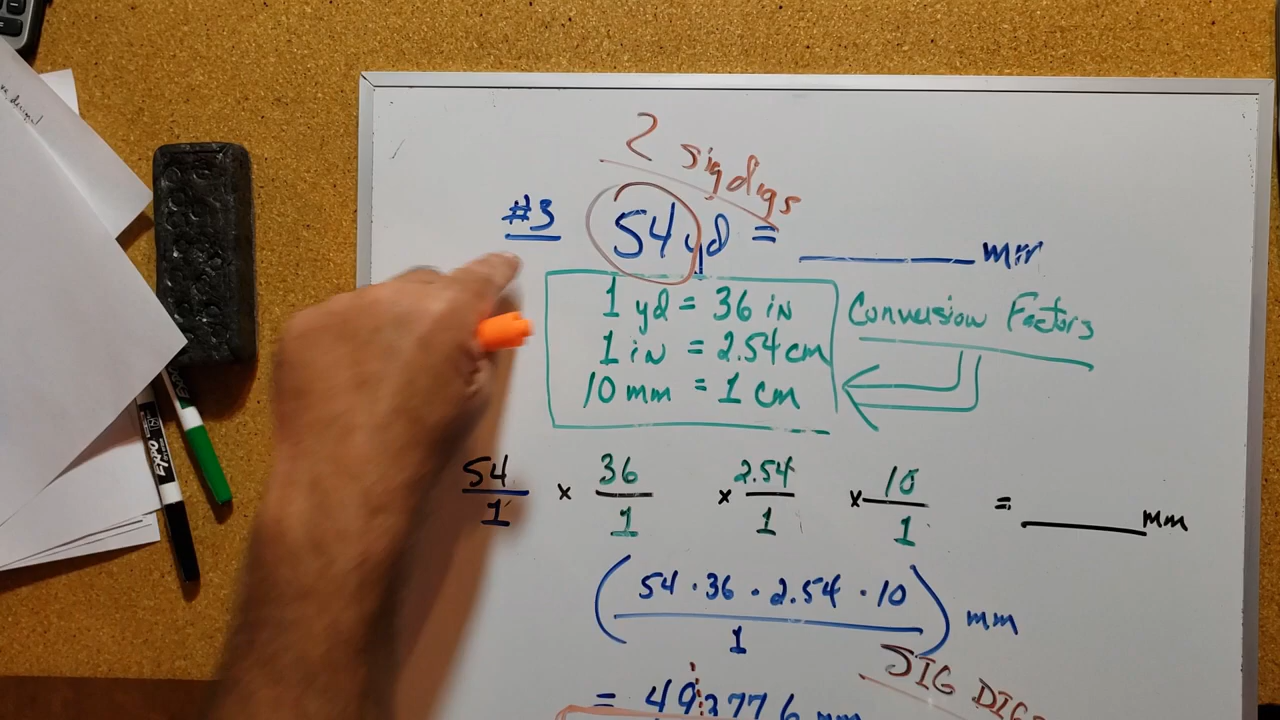 2 sig digs
#3 54 yd = ______ mm
1 yd = 36 in
1 in = 2.54 cm
10 mm = 1 cm
Conversion Factors
54/1 × 36/1 × 2.54/1 × 10/1 = ______ mm
(54 · 36 · 2.54 · 10 / 1) mm
= 49377.6 mm
SIG DIGS
EXPO